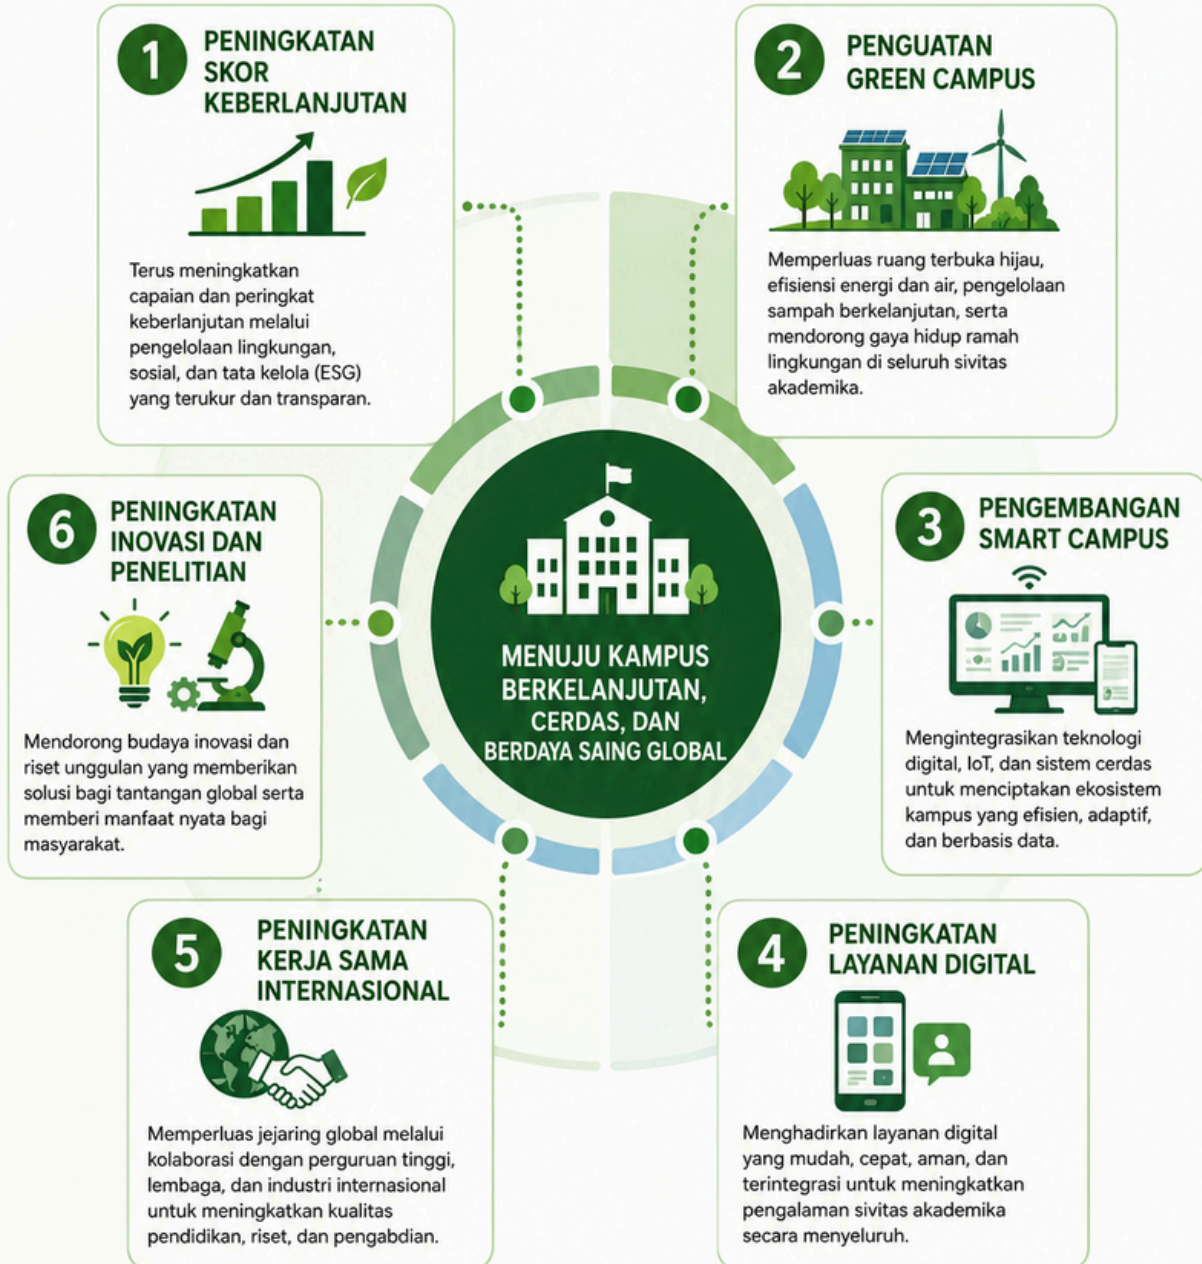 1
PENINGKATAN
SKOR
KEBERLANJUTAN
Terus meningkatkan
capaian dan peringkat
keberlanjutan melalui
pengelolaan lingkungan,
sosial, dan tata kelola (ESG)
yang terukur dan transparan.
2
PENGUATAN
GREEN CAMPUS
Memperluas ruang terbuka hijau,
efisiensi energi dan air, pengelolaan
sampah berkelanjutan, serta
mendorong gaya hidup ramah
lingkungan di seluruh sivitas
akademika.
MENUJU KAMPUS
BERKELANJUTAN,
CERDAS, DAN
BERDAYA SAING GLOBAL
3
PENGEMBANGAN
SMART CAMPUS
Mengintegrasikan teknologi
digital, IoT, dan sistem cerdas
untuk menciptakan ekosistem
kampus yang efisien, adaptif,
dan berbasis data.
4
PENINGKATAN
LAYANAN DIGITAL
Menghadirkan layanan digital
yang mudah, cepat, aman, dan
terintegrasi untuk meningkatkan
pengalaman sivitas akademika
secara menyeluruh.
5
PENINGKATAN
KERJA SAMA
INTERNASIONAL
Memperluas jejaring global melalui
kolaborasi dengan perguruan tinggi,
lembaga, dan industri internasional
untuk meningkatkan kualitas
pendidikan, riset, dan pengabdian.
6
PENINGKATAN
INOVASI DAN
PENELITIAN
Mendorong budaya inovasi dan
riset unggulan yang memberikan
solusi bagi tantangan global serta
memberi manfaat nyata bagi
masyarakat.